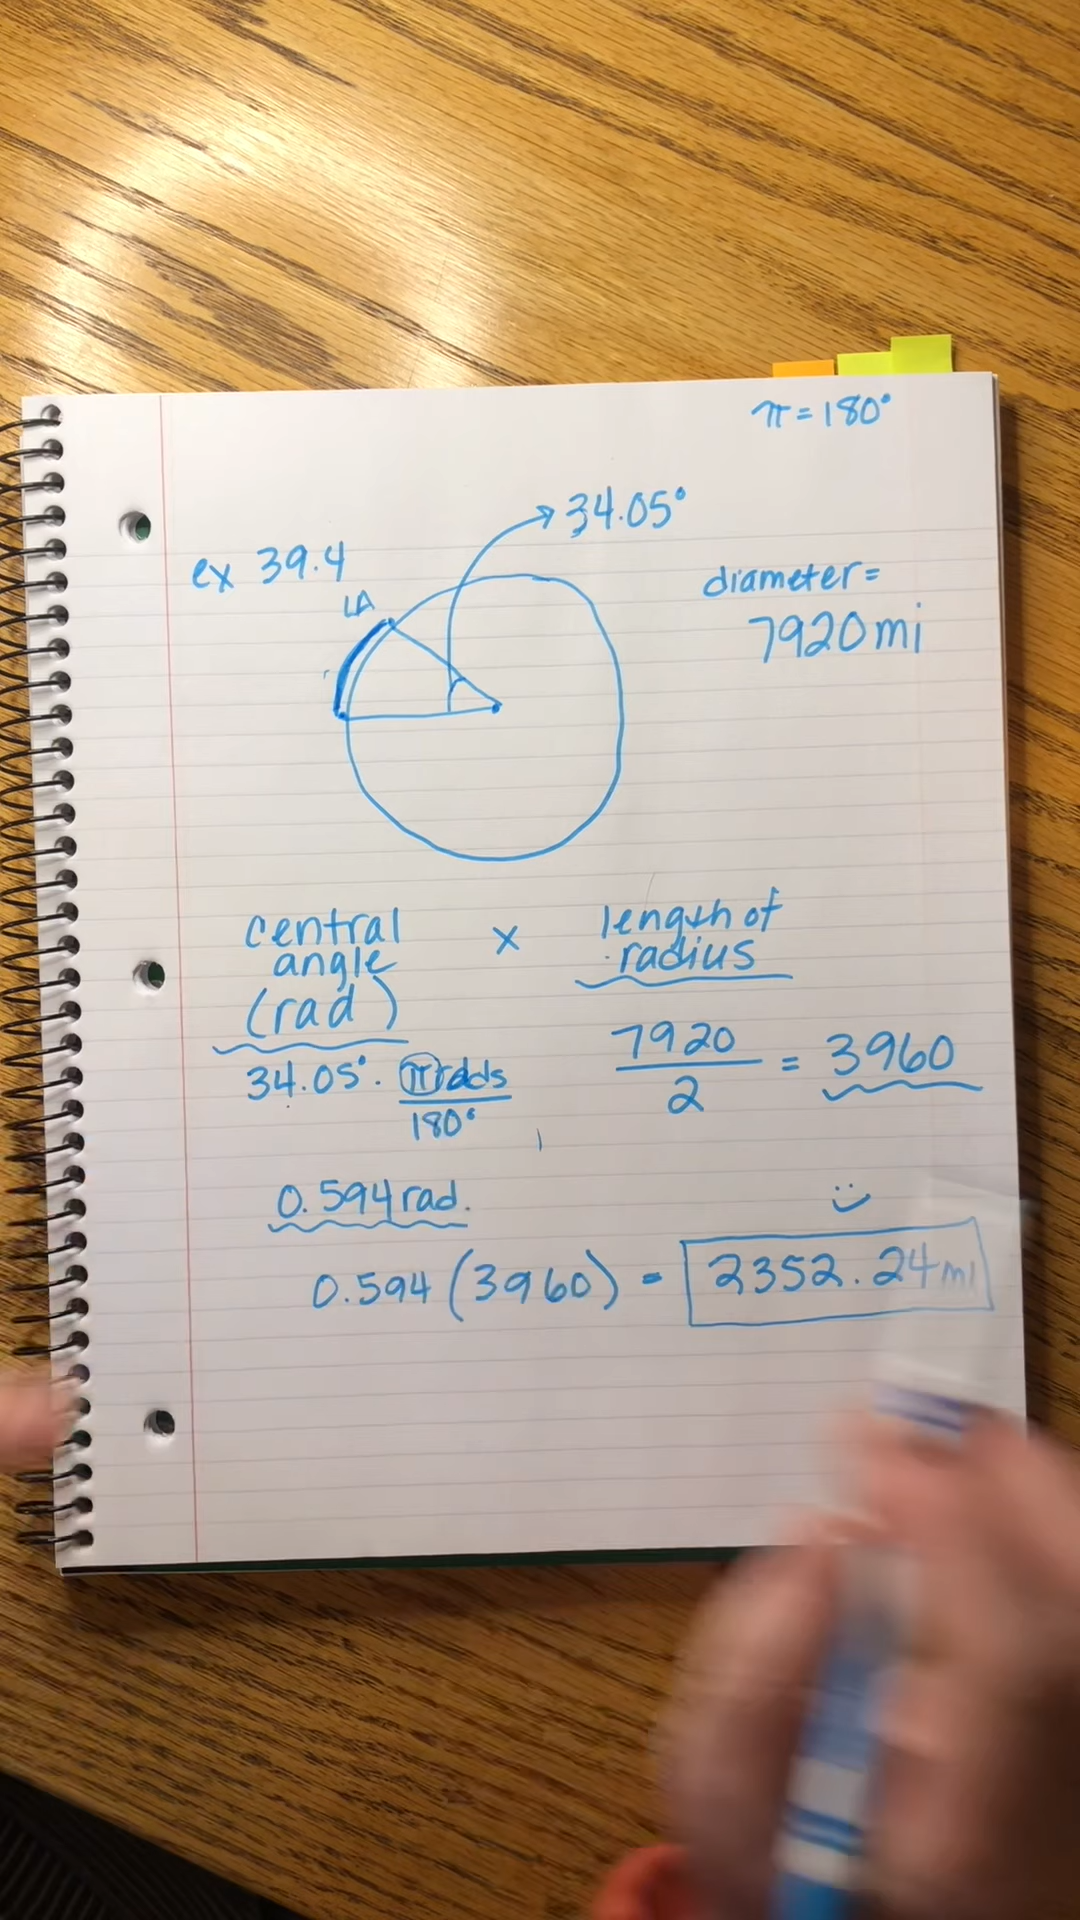 π = 180°
34.05°
ex 39.4
LA
diameter =
7920 mi
central
angle
(rad)
x
length of
radius
34.05° · π rads
180°
7920
2
= 3960
0.594 rad.
0.594 (3960) = 2352.24 mi